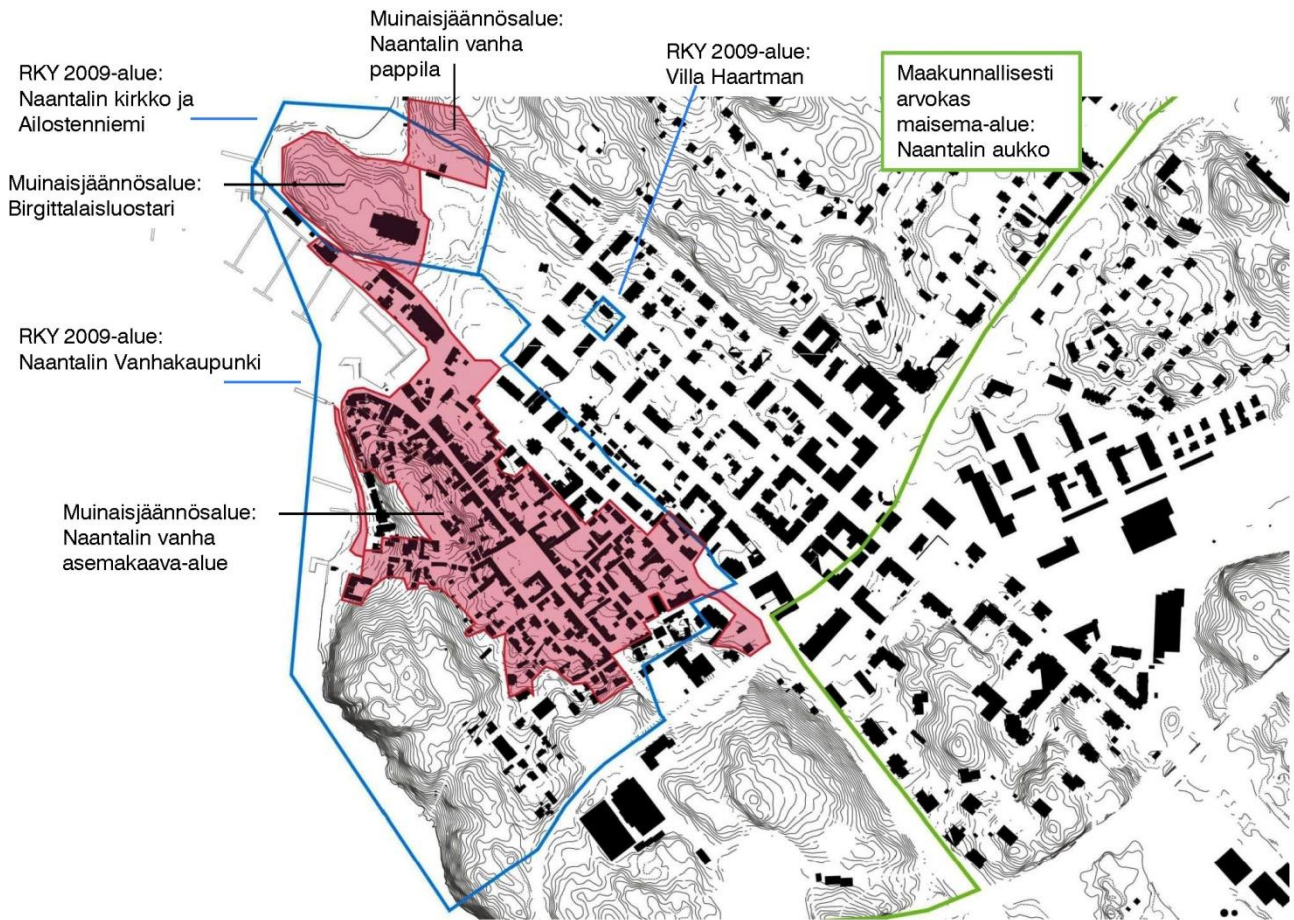 Muinaisjäännösalue:
Naantalin vanha
pappila
RKY 2009-alue:
Naantalin kirkko ja
Ailostenniemi
RKY 2009-alue:
Villa Haartman
Maakunnallisesti
arvokas
maisema-alue:
Naantalin aukko
Muinaisjäännösalue:
Birgittalaisluostari
RKY 2009-alue:
Naantalin Vanhakaupunki
Muinaisjäännösalue:
Naantalin vanha
asemakaava-alue